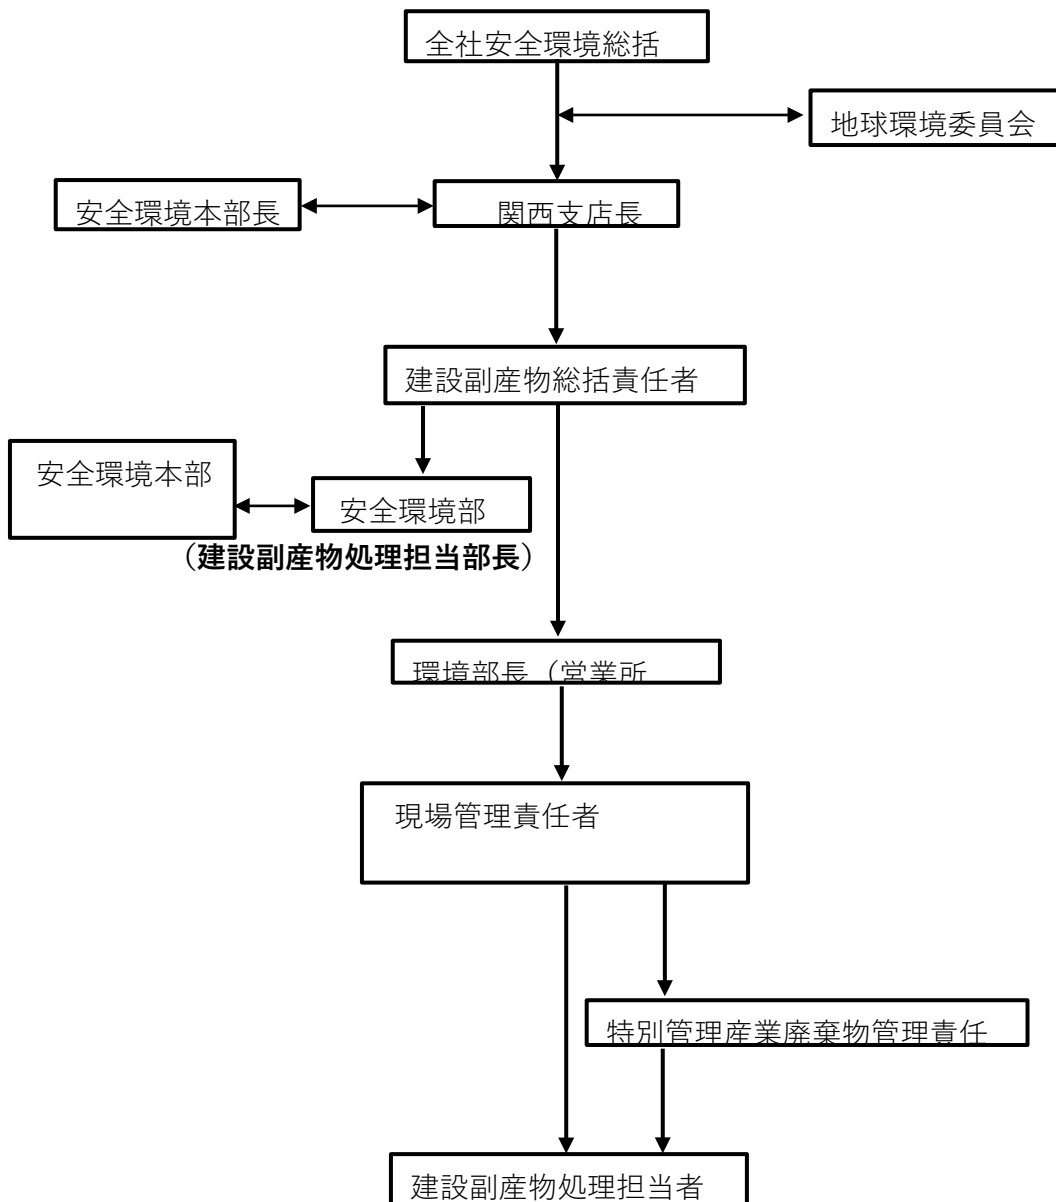 全社安全環境総括
地球環境委員会
安全環境本部長
関西支店長
建設副産物総括責任者
安全環境本部
安全環境部
（建設副産物処理担当部長）
環境部長（営業所
現場管理責任者
特別管理産業廃棄物管理責任
建設副産物処理担当者